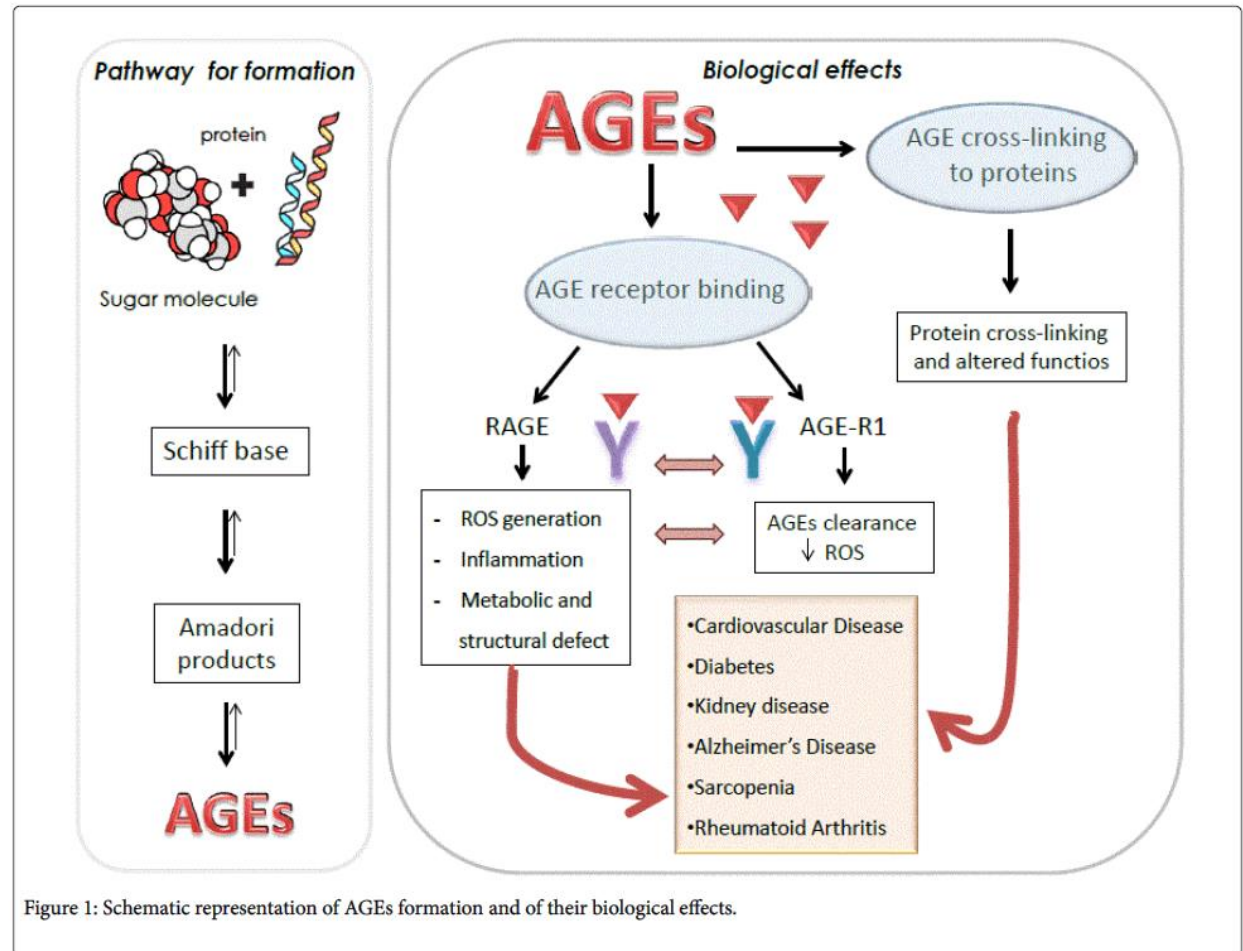 Pathway for formation
protein
+
Sugar molecule
Schiff base
Amadori
products
AGEs
Biological effects
AGEs
AGE cross-linking
to proteins
AGE receptor binding
Protein cross-linking
and altered functios
RAGE
Y
Y
AGE-R1
- ROS generation
- Inflammation
- Metabolic and
structural defect
AGEs clearance
↓ ROS
•Cardiovascular Disease
•Diabetes
•Kidney disease
•Alzheimer’s Disease
•Sarcopenia
•Rheumatoid Arthritis
Figure 1: Schematic representation of AGEs formation and of their biological effects.